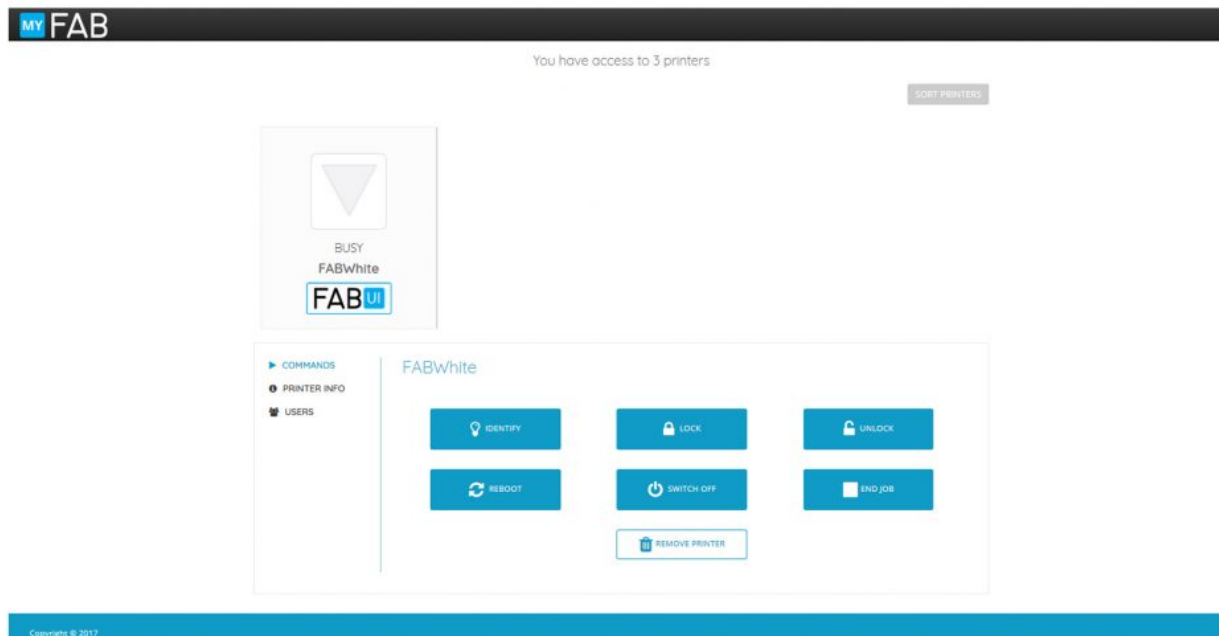 MY FAB
You have access to 3 printers
SORT PRINTERS
BUSY
FABWhite
FAB UI
COMMANDS
PRINTER INFO
USERS
FABWhite
IDENTIFY
LOCK
UNLOCK
REBOOT
SWITCH OFF
END JOB
REMOVE PRINTER
Copyright © 2017